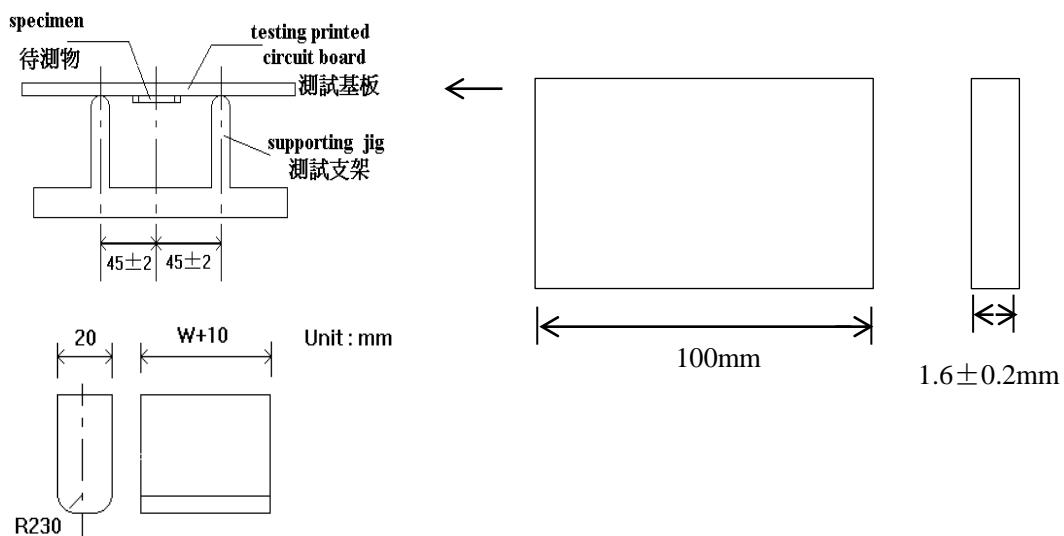 specimen
待測物
testing printed
circuit board
測試基板
supporting jig
測試支架
45±2 45±2
20 W+10 Unit : mm
R230
100mm
1.6±0.2mm